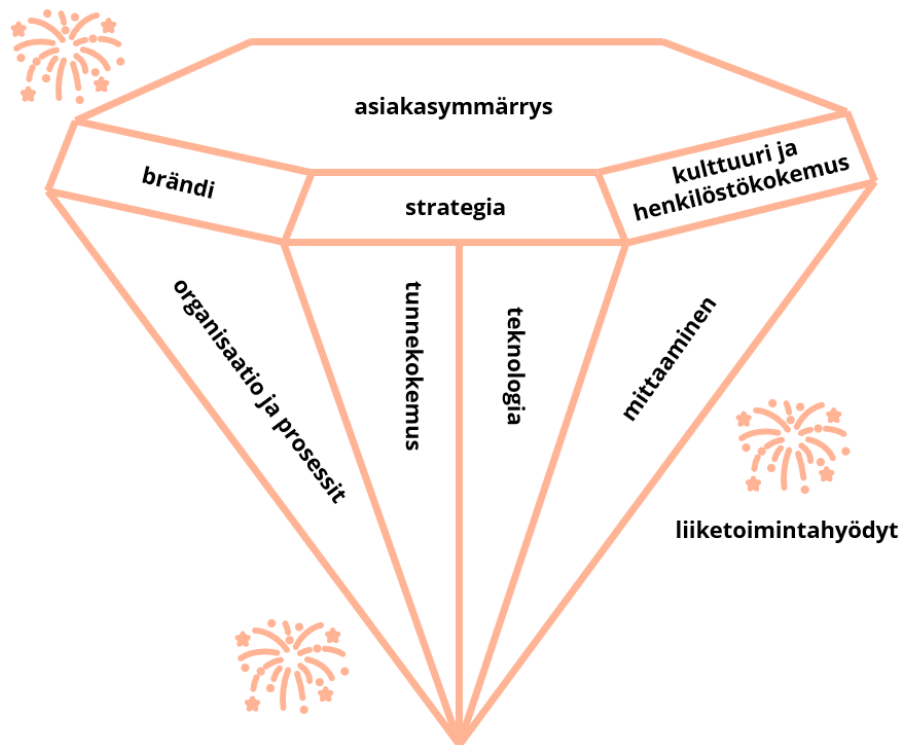 asiakasymmärrys
brändi
strategia
kulttuuri ja
henkilöstökokemus
organisaatio ja prosessit
tunnekokemus
teknologia
mittaaminen
liiketoimintahyödyt